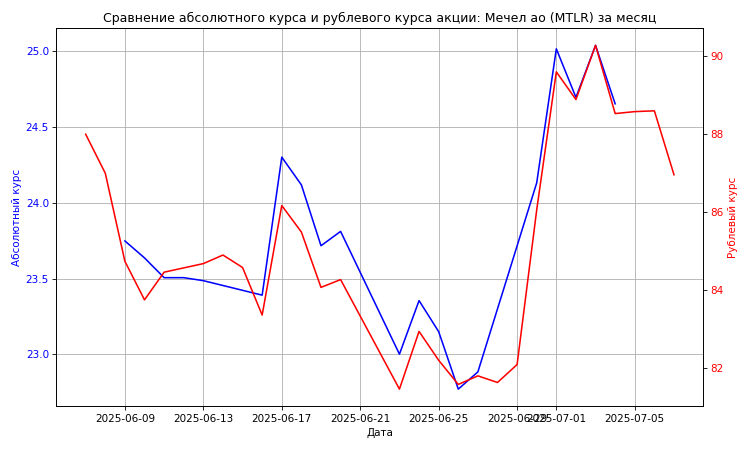 Сравнение абсолютного курса и рублевого курса акции: Мечел ао (MTLR) за месяц
25.0
24.5
24.0
23.5
23.0
Абсолютный курс
90
88
86
84
82
Рублевый курс
2025-06-09 2025-06-13 2025-06-17 2025-06-21 2025-06-25 2025-06-29 2025-07-01 2025-07-05
Дата